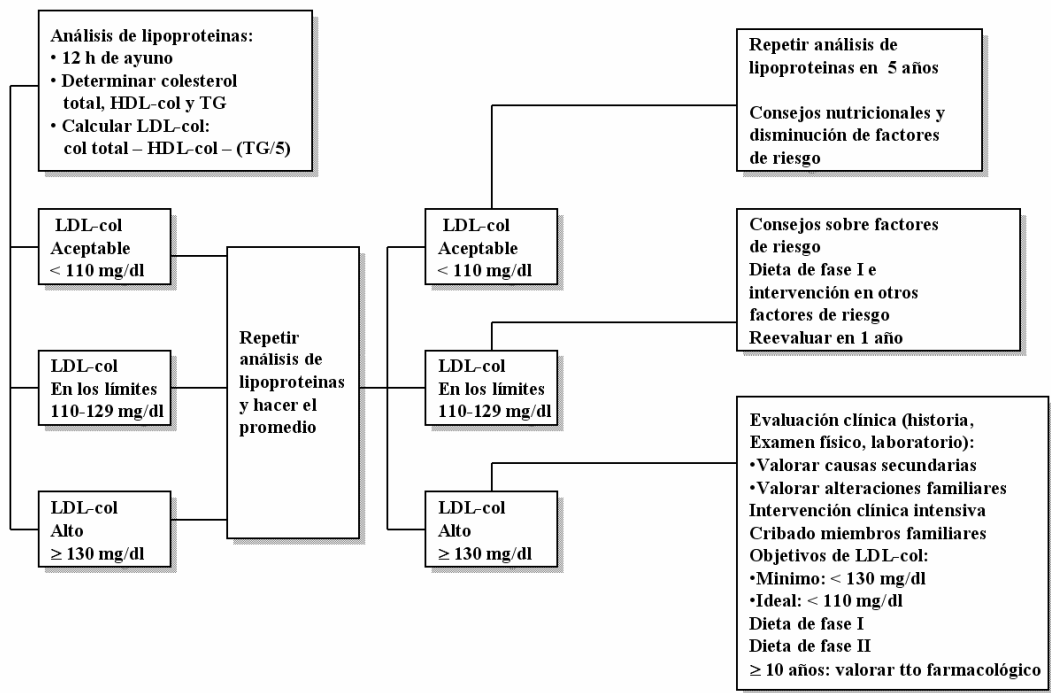 Análisis de lipoproteinas:
• 12 h de ayuno
• Determinar colesterol
total, HDL-col y TG
• Calcular LDL-col:
col total – HDL-col – (TG/5)
LDL-col
Aceptable
< 110 mg/dl
LDL-col
En los límites
110-129 mg/dl
LDL-col
Alto
≥ 130 mg/dl
Repetir
análisis de
lipoproteinas
y hacer el
promedio
LDL-col
Aceptable
< 110 mg/dl
LDL-col
En los límites
110-129 mg/dl
LDL-col
Alto
≥ 130 mg/dl
Repetir análisis de
lipoproteinas en 5 años
Consejos nutricionales y
disminución de factores
de riesgo
Consejos sobre factores
de riesgo
Dieta de fase I e
intervención en otros
factores de riesgo
Reevaluar en 1 año
Evaluación clínica (historia,
Examen físico, laboratorio):
•Valorar causas secundarias
•Valorar alteraciones familiares
Intervención clínica intensiva
Cribado miembros familiares
Objetivos de LDL-col:
•Minimo: < 130 mg/dl
•Ideal: < 110 mg/dl
Dieta de fase I
Dieta de fase II
≥ 10 años: valorar tto farmacológico